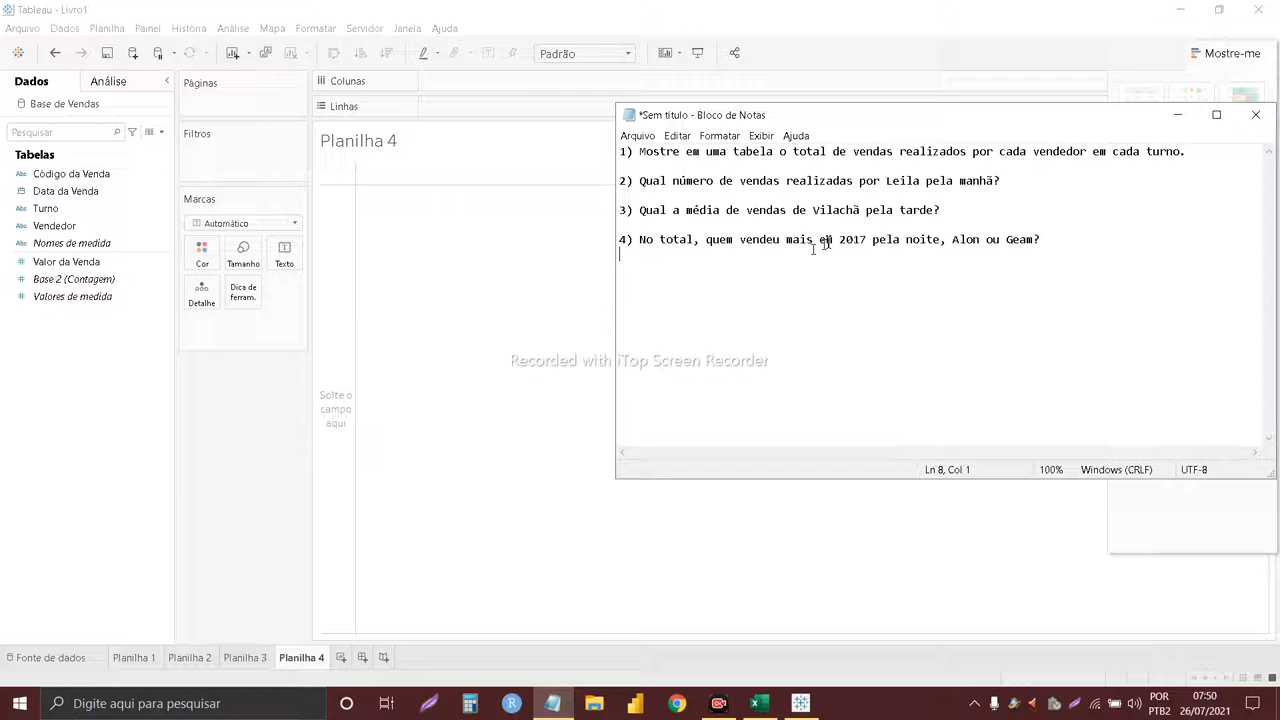 Tableau - Livro1
Arquivo Dados Planilha Painel História Análise Mapa Formatar Servidor Janela Ajuda
Padrão
Mostre-me
Dados Análise
Páginas
Colunas
Base de Vendas
Linhas
Pesquisar
Filtros
Planilha 4
Tabelas
Abc Código da Venda
Data da Venda
Abc Turno
Abc Vendedor
Abc Nomes de medida
# Valor da Venda
# Base 2 (Contagem)
# Valores de medida
Marcas
Automático
Cor Tamanho Texto
Detalhe Dica de ferram.
Solte o
campo
aqui
*Sem título - Bloco de Notas
Arquivo Editar Formatar Exibir Ajuda
1) Mostre em uma tabela o total de vendas realizados por cada vendedor em cada turno.
2) Qual número de vendas realizadas por Leila pela manhã?
3) Qual a média de vendas de Vilachã pela tarde?
4) No total, quem vendeu mais em 2017 pela noite, Alon ou Geam?
Recorded with iTop Screen Recorder
Ln 8, Col 1 100% Windows (CRLF) UTF-8
Fonte de dados Planilha 1 Planilha 2 Planilha 3 Planilha 4
Digite aqui para pesquisar
POR 07:50
PTB2 26/07/2021